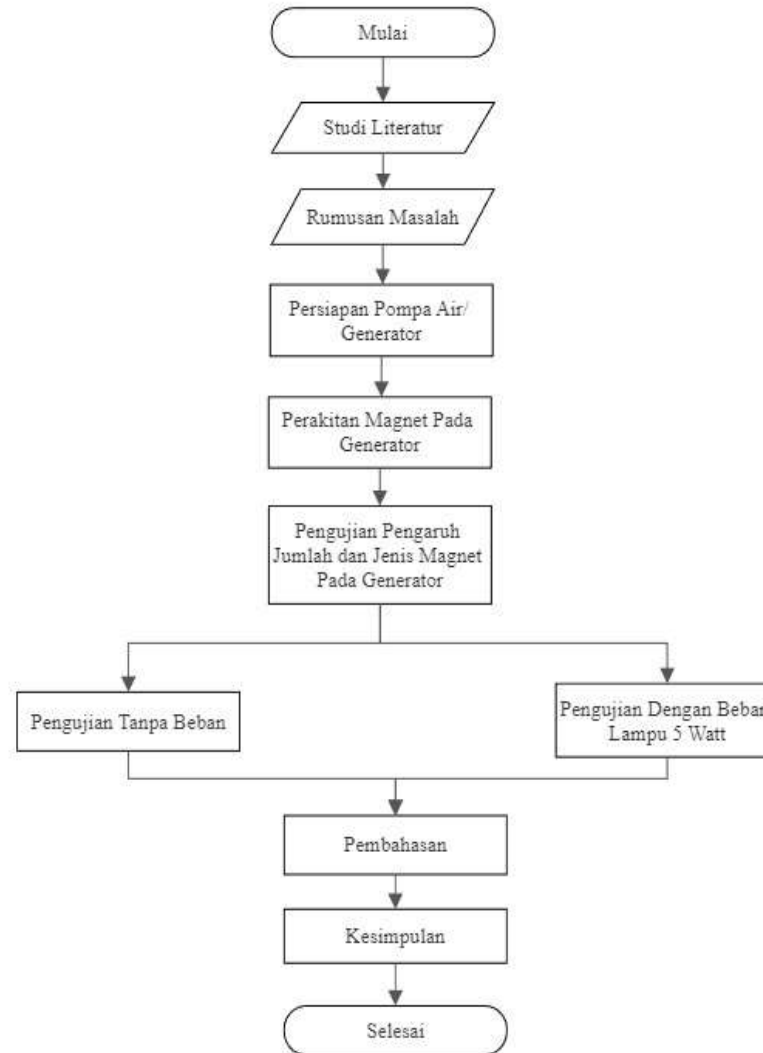 Mulai
Studi Literatur
Rumusan Masalah
Persiapan Pompa Air/
Generator
Perakitan Magnet Pada
Generator
Pengujian Pengaruh
Jumlah dan Jenis Magnet
Pada Generator
Pengujian Tanpa Beban
Pengujian Dengan Beban
Lampu 5 Watt
Pembahasan
Kesimpulan
Selesai